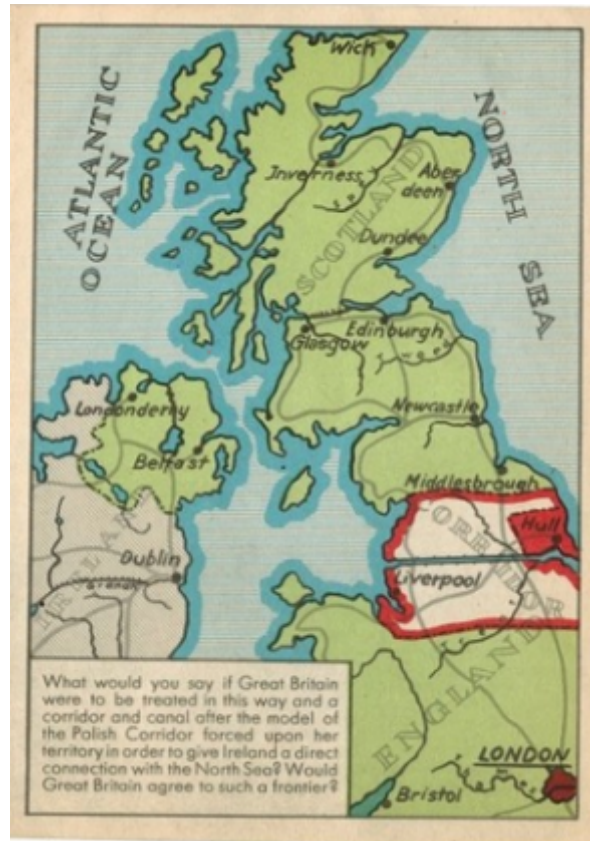 Wick
ATLANTIC
OCEAN
NORTH SEA
Inverness
Aber
deen
SCOTLAND
Dundee
Glasgow
Edinburgh
Londonderry
Newcastle
Belfast
Middlesbrough
CORRIDOR
Hull
Dublin
IRELAND
Liverpool
ENGLAND
LONDON
Bristol
What would you say if Great Britain
were to be treated in this way and a
corridor and canal after the model of
the Polish Corridor forced upon her
territory in order to give Ireland a direct
connection with the North Sea? Would
Great Britain agree to such a frontier?